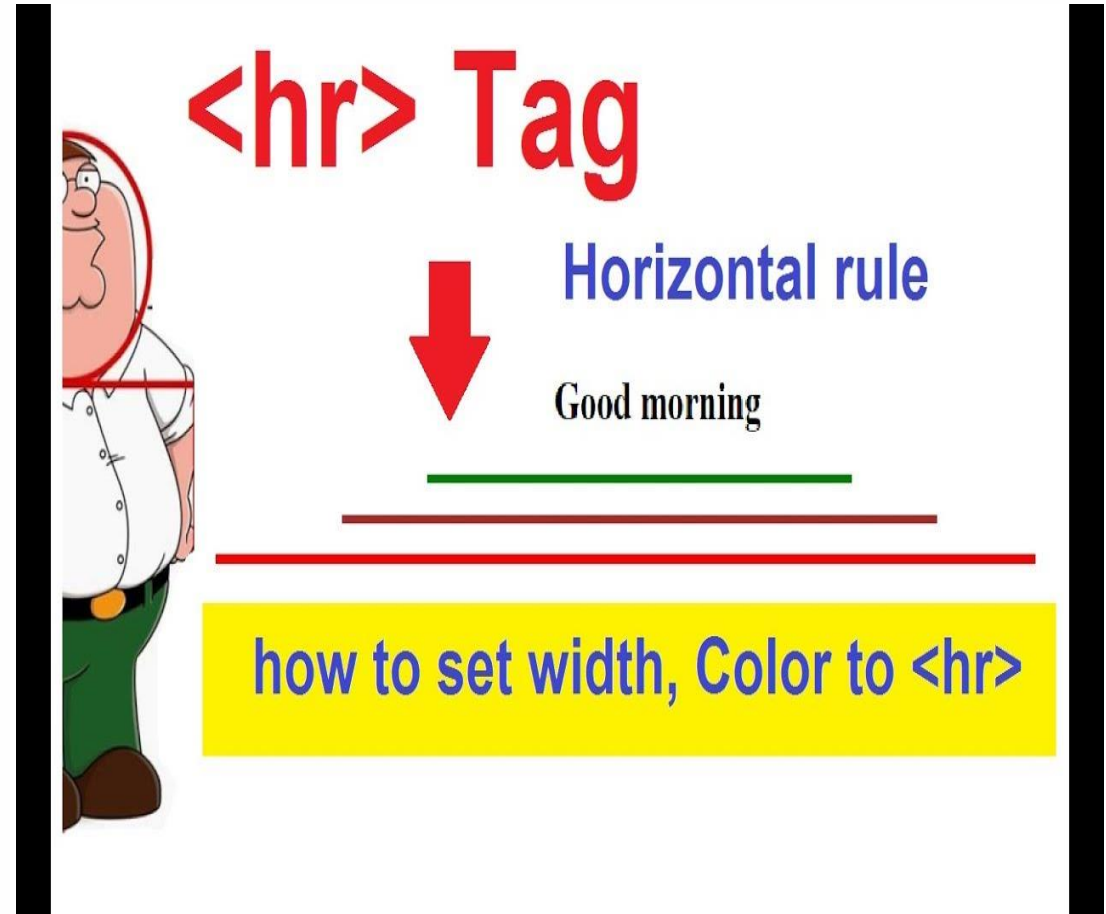 <hr> Tag
Horizontal rule
Good morning
how to set width, Color to <hr>